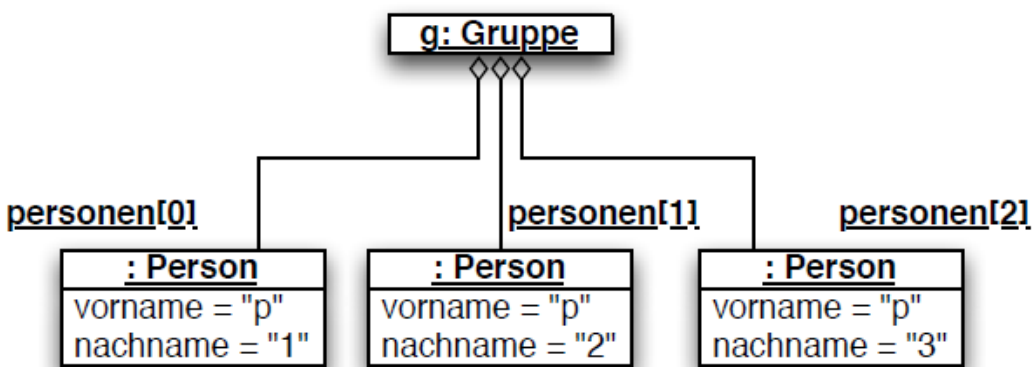 g: Gruppe
personen[0]
personen[1]
personen[2]
: Person
vorname = "p"
nachname = "1"
: Person
vorname = "p"
nachname = "2"
: Person
vorname = "p"
nachname = "3"